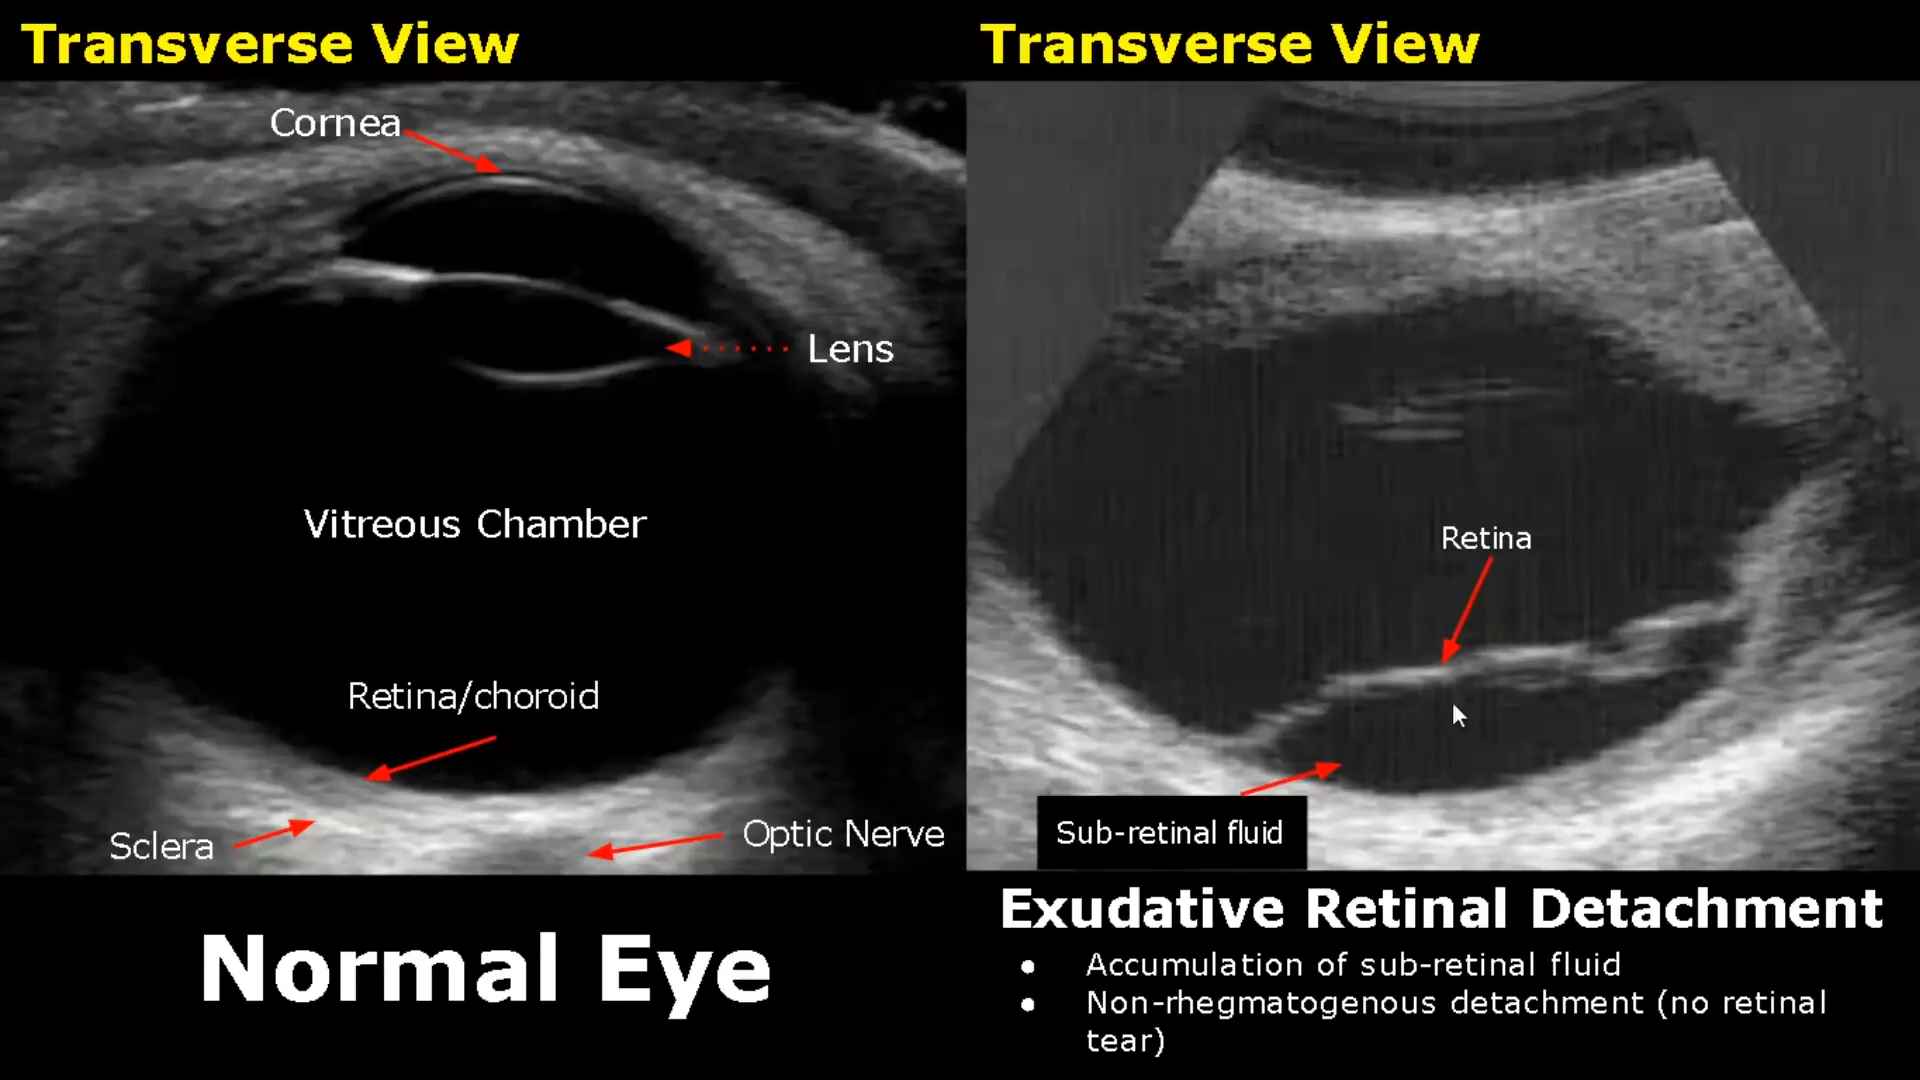 Transverse View
Cornea
Lens
Vitreous Chamber
Retina/choroid
Sclera
Optic Nerve
Normal Eye
Transverse View
Retina
Sub-retinal fluid
Exudative Retinal Detachment
● Accumulation of sub-retinal fluid
● Non-rhegmatogenous detachment (no retinal
tear)